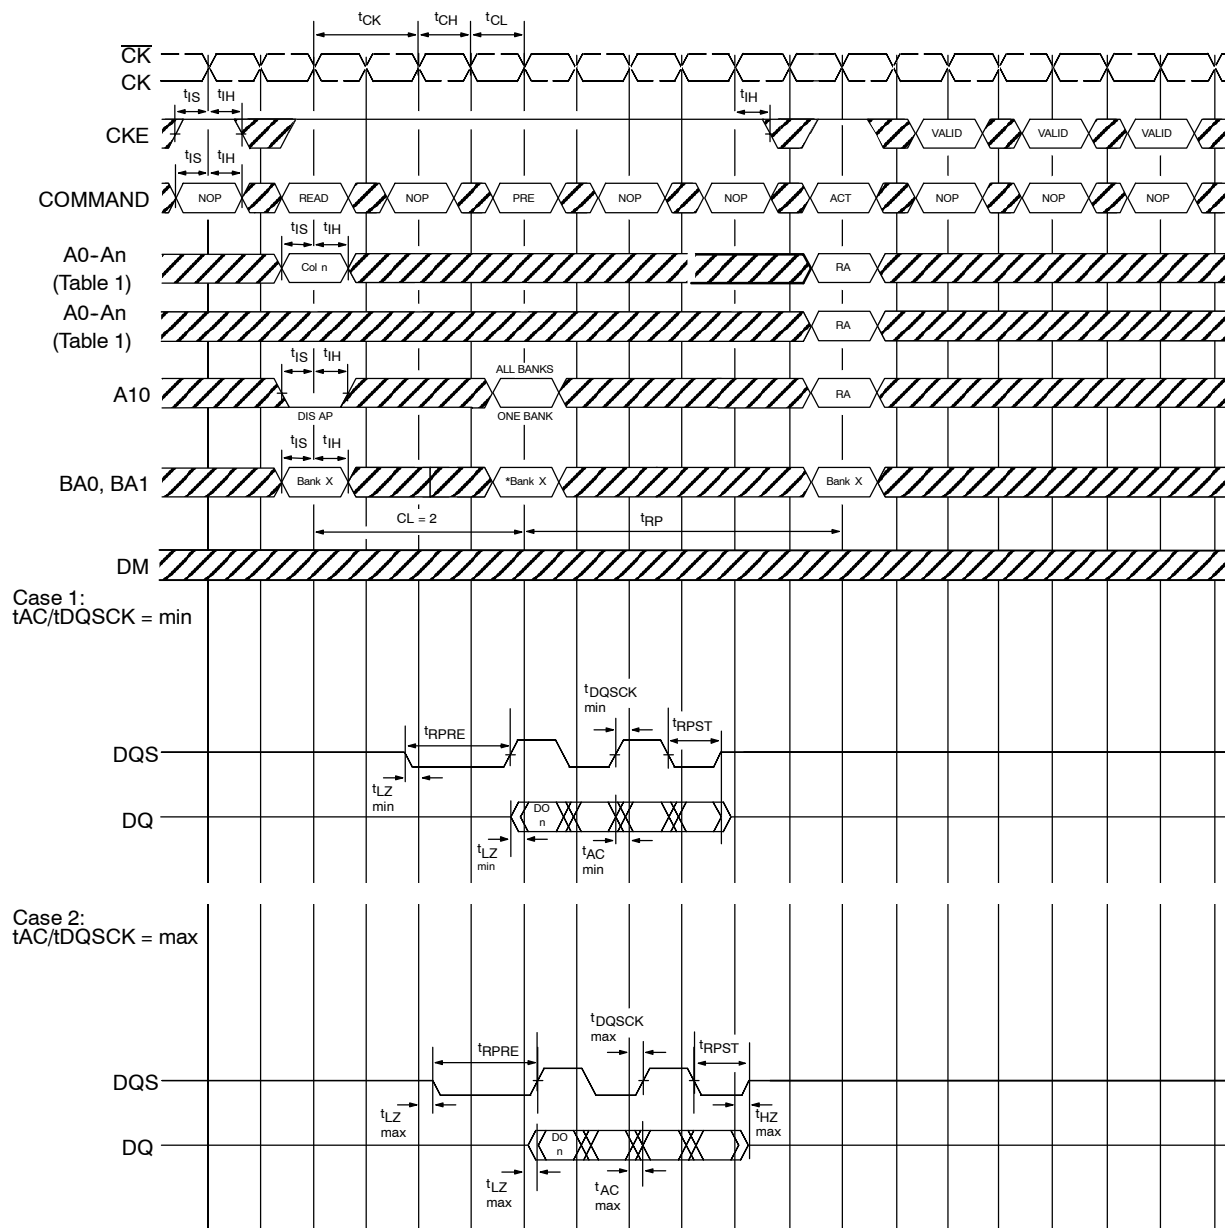 tCK tCH tCL
CK
CK
tIS tIH tIH
CKE VALID VALID VALID
tIS tIH
COMMAND NOP READ NOP PRE NOP NOP ACT NOP NOP NOP
tIS tIH
A0-An
(Table 1)
Col n RA
A0-An
(Table 1)
RA
tIS tIH ALL BANKS
A10 RA
DIS AP ONE BANK
tIS tIH
BA0, BA1 Bank X *Bank X Bank X
CL = 2 tRP
DM
Case 1:
tAC/tDQSCK = min
tDQSCK
min
tRPRE tRPST
DQS
tLZ
min
DQ DO
n
tLZ
min
tAC
min
Case 2:
tAC/tDQSCK = max
tDQSCK
max
tRPRE tRPST
DQS
tLZ
max
tHZ
max
DQ DO
n
tLZ
max
tAC
max